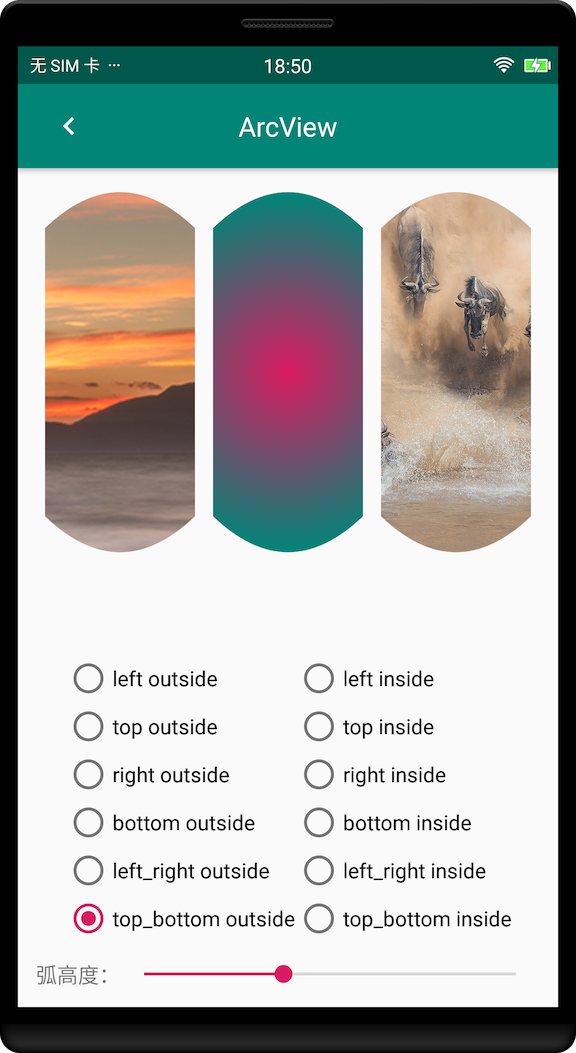 无 SIM 卡 ··· 18:50
ArcView
left outside left inside
top outside top inside
right outside right inside
bottom outside bottom inside
left_right outside left_right inside
top_bottom outside top_bottom inside
弧高度：